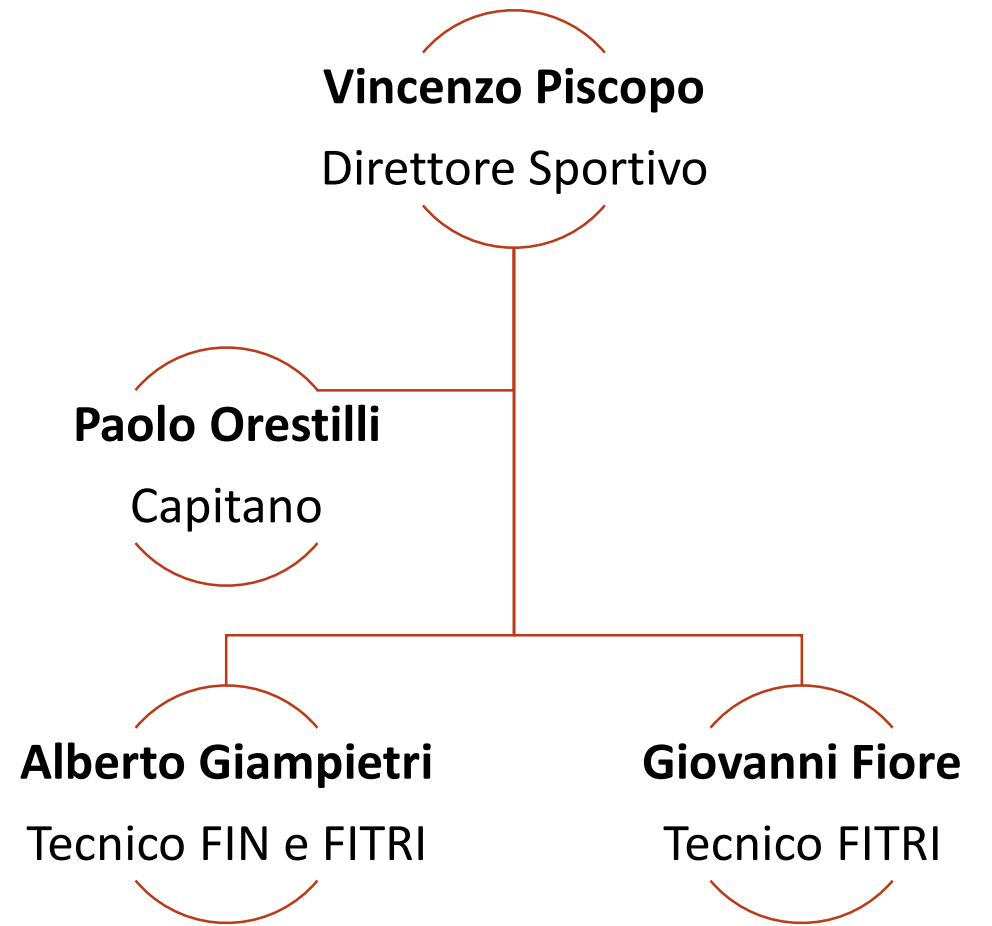 Vincenzo Piscopo
Direttore Sportivo
Paolo Orestilli
Capitano
Alberto Giampietri
Tecnico FIN e FITRI
Giovanni Fiore
Tecnico FITRI